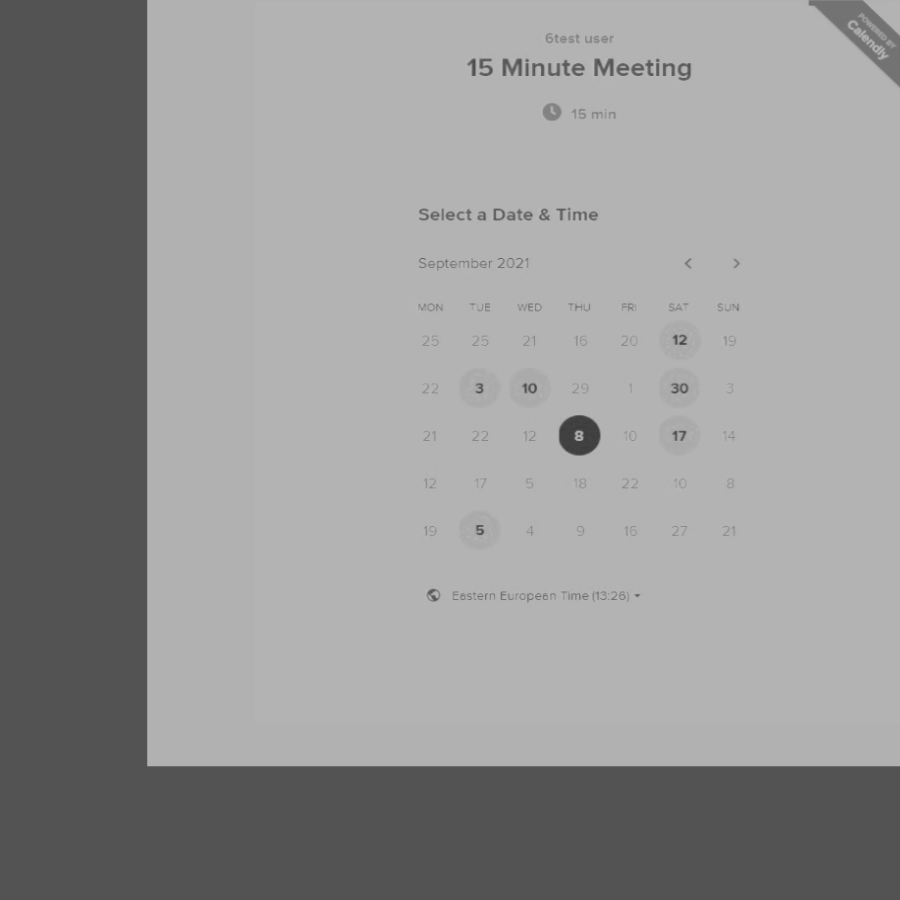 POWERED BY
Calendly
6test user
15 Minute Meeting
15 min
Select a Date & Time
September 2021
MON TUE WED THU FRI SAT SUN
25 25 21 16 20 12 19
22 3 10 29 1 30 3
21 22 12 8 10 17 14
12 17 5 18 22 10 8
19 5 4 9 16 27 21
Eastern European Time (13:26)